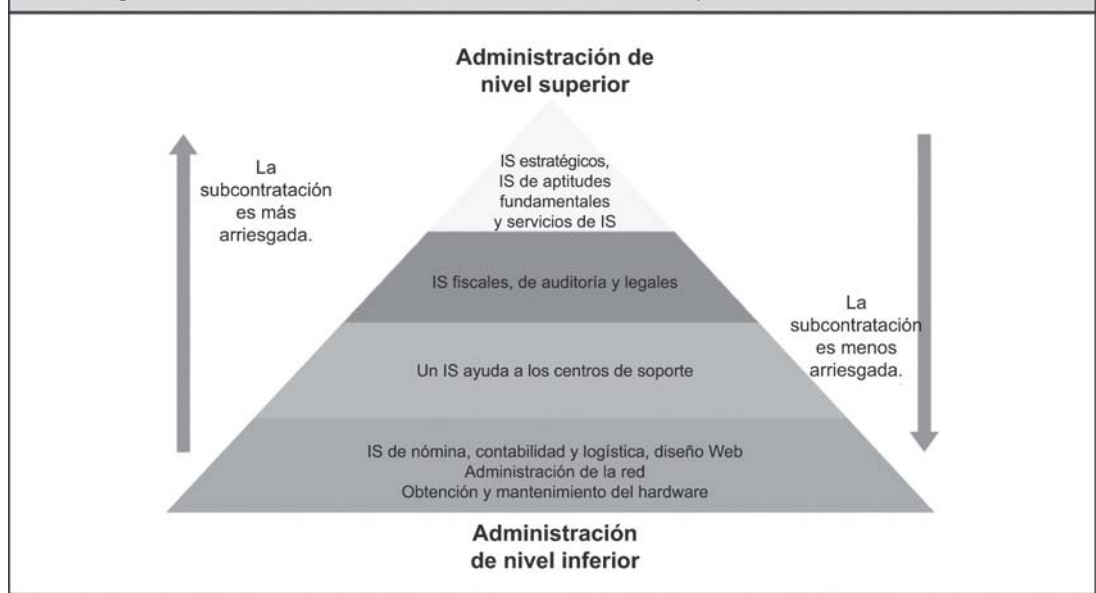 Administración de
nivel superior
La
subcontratación
es más
arriesgada.
IS estratégicos,
IS de aptitudes
fundamentales
y servicios de IS
IS fiscales, de auditoría y legales
La
subcontratación
es menos
arriesgada.
Un IS ayuda a los centros de soporte
IS de nómina, contabilidad y logística, diseño Web
Administración de la red
Obtención y mantenimiento del hardware
Administración
de nivel inferior